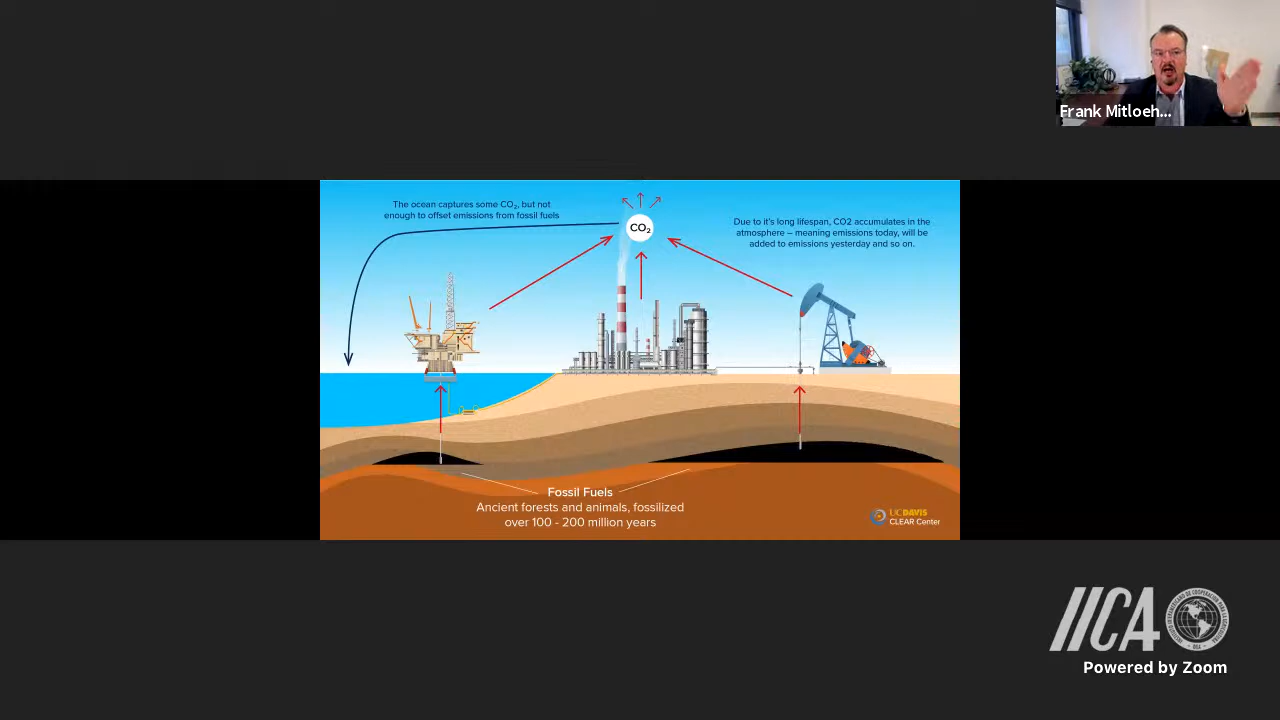 Frank Mitloeh...
The ocean captures some CO₂, but not
enough to offset emissions from fossil fuels
CO₂
Due to it's long lifespan, CO2 accumulates in the
atmosphere – meaning emissions today, will be
added to emissions yesterday and so on.
Fossil Fuels
Ancient forests and animals, fossilized
over 100 - 200 million years
UCDAVIS
CLEAR Center
IICA
Powered by Zoom